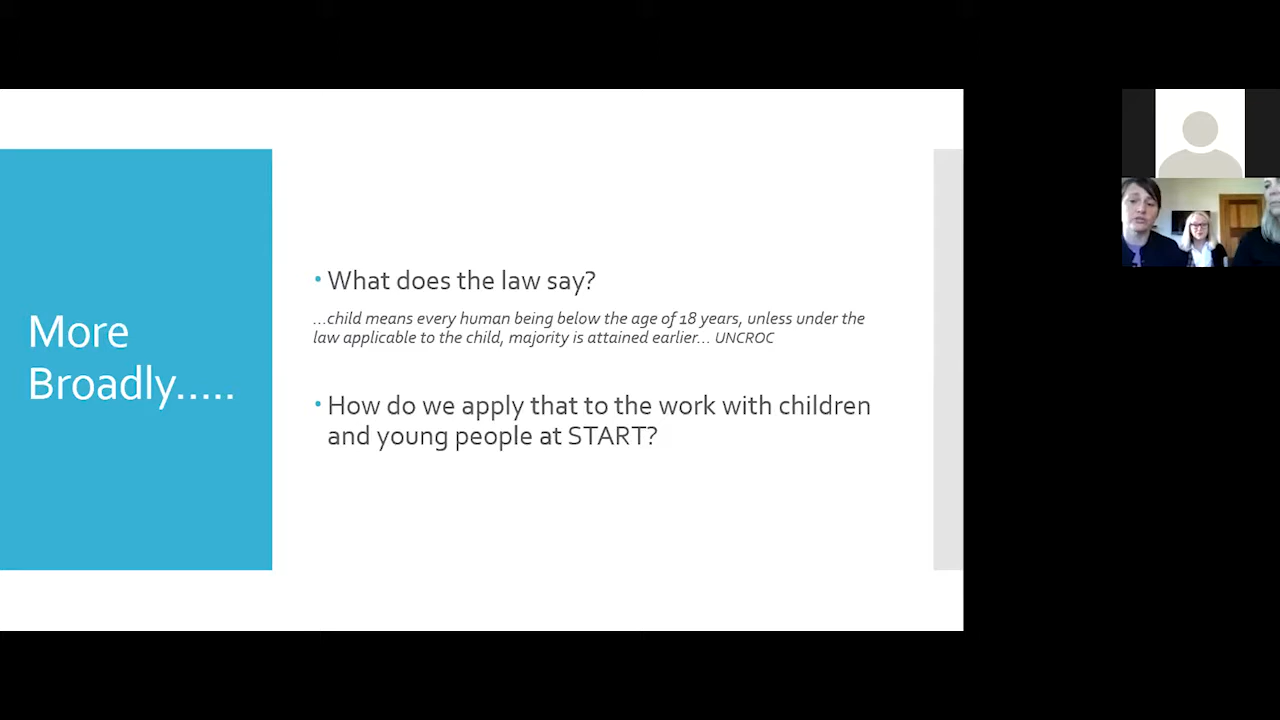 More
Broadly.....
• What does the law say?
...child means every human being below the age of 18 years, unless under the
law applicable to the child, majority is attained earlier... UNCROC
• How do we apply that to the work with children
and young people at START?